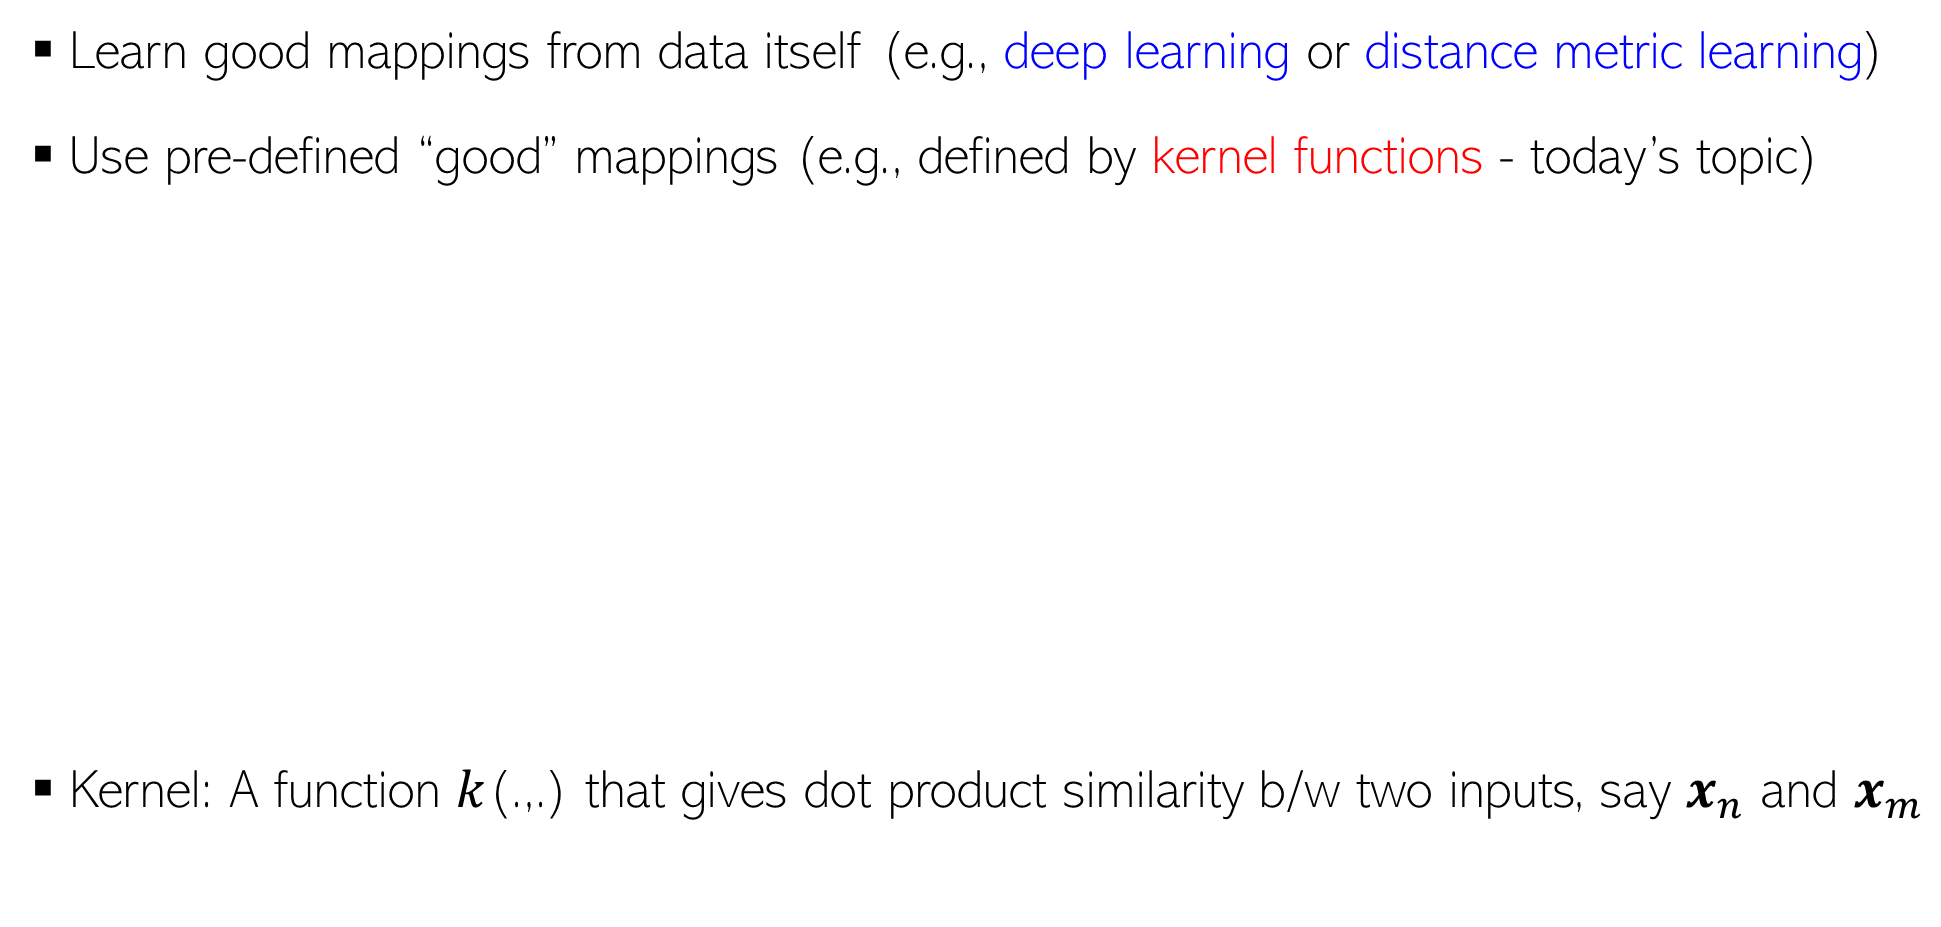 ▪ Learn good mappings from data itself (e.g., deep learning or distance metric learning)
▪ Use pre-defined “good” mappings (e.g., defined by kernel functions - today’s topic)
▪ Kernel: A function k(.,.) that gives dot product similarity b/w two inputs, say xₙ and xₘ